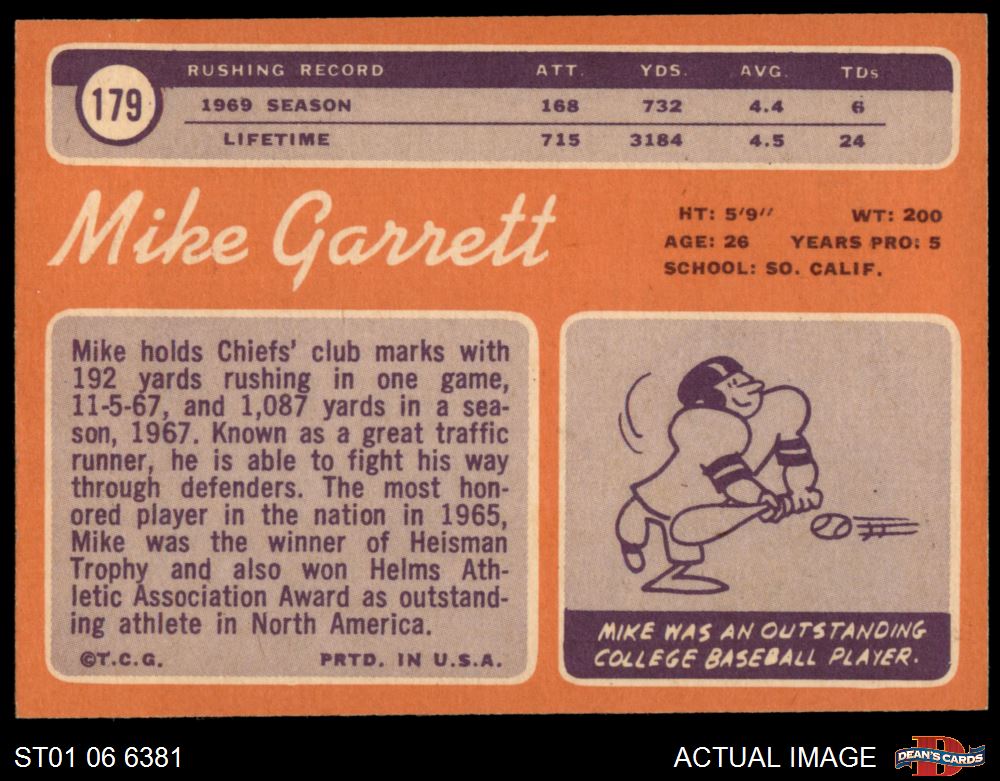 179
RUSHING RECORD ATT. YDS. AVG. TDs
1969 SEASON 168 732 4.4 6
LIFETIME 715 3184 4.5 24
Mike Garrett
HT: 5'9" WT: 200
AGE: 26 YEARS PRO: 5
SCHOOL: SO. CALIF.
Mike holds Chiefs' club marks with
192 yards rushing in one game,
11-5-67, and 1,087 yards in a sea-
son, 1967. Known as a great traffic
runner, he is able to fight his way
through defenders. The most hon-
ored player in the nation in 1965,
Mike was the winner of Heisman
Trophy and also won Helms Ath-
letic Association Award as outstand-
ing athlete in North America.
©T.C.G. PRTD. IN U.S.A.
MIKE WAS AN OUTSTANDING
COLLEGE BASEBALL PLAYER.
ST01 06 6381 ACTUAL IMAGE
D
DEAN'S CARDS